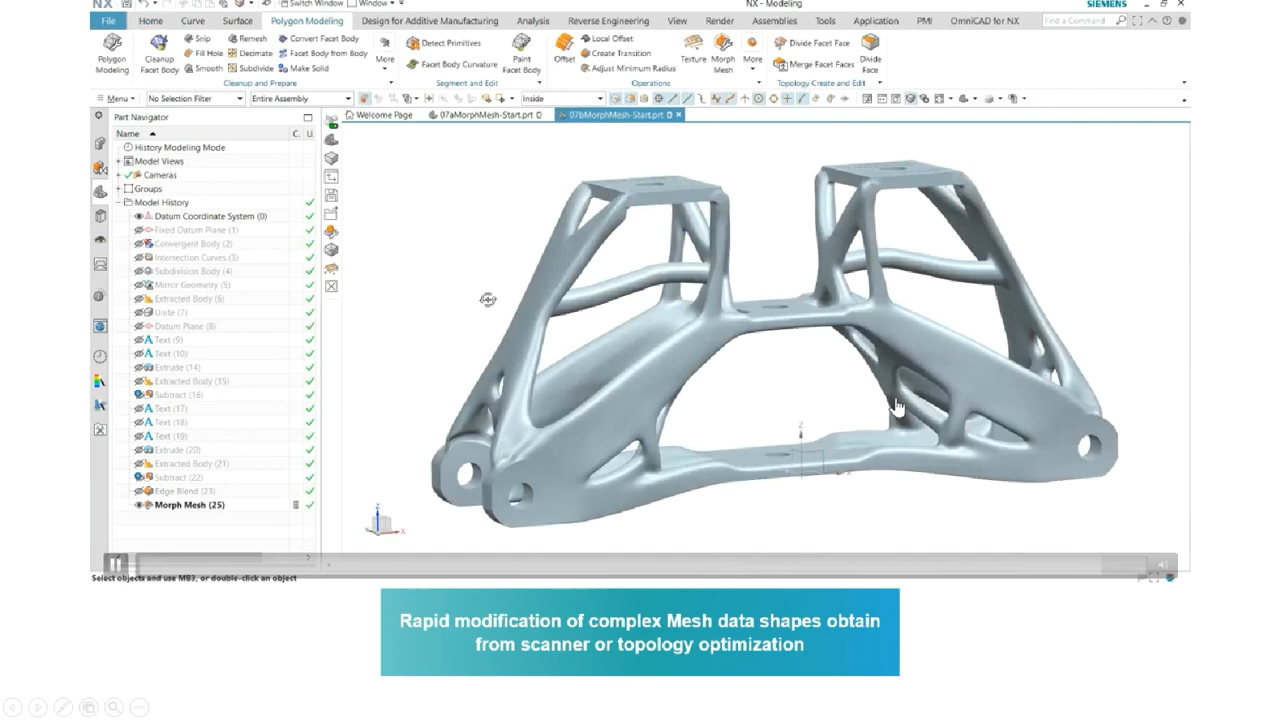 NX
Switch Window
Window
NX - Modeling
SIEMENS
File
Home
Curve
Surface
Polygon Modeling
Design for Additive Manufacturing
Analysis
Reverse Engineering
View
Render
Assemblies
Tools
Application
PMI
OmniCAD for NX
Find a Command
Polygon Modeling
Cleanup Facet Body
Snip
Fill Hole
Smooth
Remesh
Decimate
Subdivide
Convert Facet Body
Facet Body from Body
Make Solid
More
Detect Primitives
Facet Body Curvature
Paint Facet Body
Offset
Local Offset
Create Transition
Adjust Minimum Radius
Texture
Morph Mesh
More
Divide Facet Face
Merge Facet Faces
Divide Face
Cleanup and Prepare
Segment and Edit
Operations
Topology Create and Edit
Menu
No Selection Filter
Entire Assembly
Inside
Part Navigator
Welcome Page
07aMorphMesh-Start.prt
07bMorphMesh-Start.prt
Name
C.
U.
History Modeling Mode
Model Views
Cameras
Groups
Model History
Datum Coordinate System (0)
Fixed Datum Plane (1)
Convergent Body (2)
Intersection Curves (3)
Subdivision Body (4)
Mirror Geometry (5)
Extracted Body (6)
Unite (7)
Datum Plane (8)
Text (9)
Text (10)
Extrude (14)
Extracted Body (15)
Subtract (16)
Text (17)
Text (18)
Text (19)
Extrude (20)
Extracted Body (21)
Subtract (22)
Edge Blend (23)
Morph Mesh (25)
Z
X
Select objects and use MB3, or double-click an object
Rapid modification of complex Mesh data shapes obtain
from scanner or topology optimization